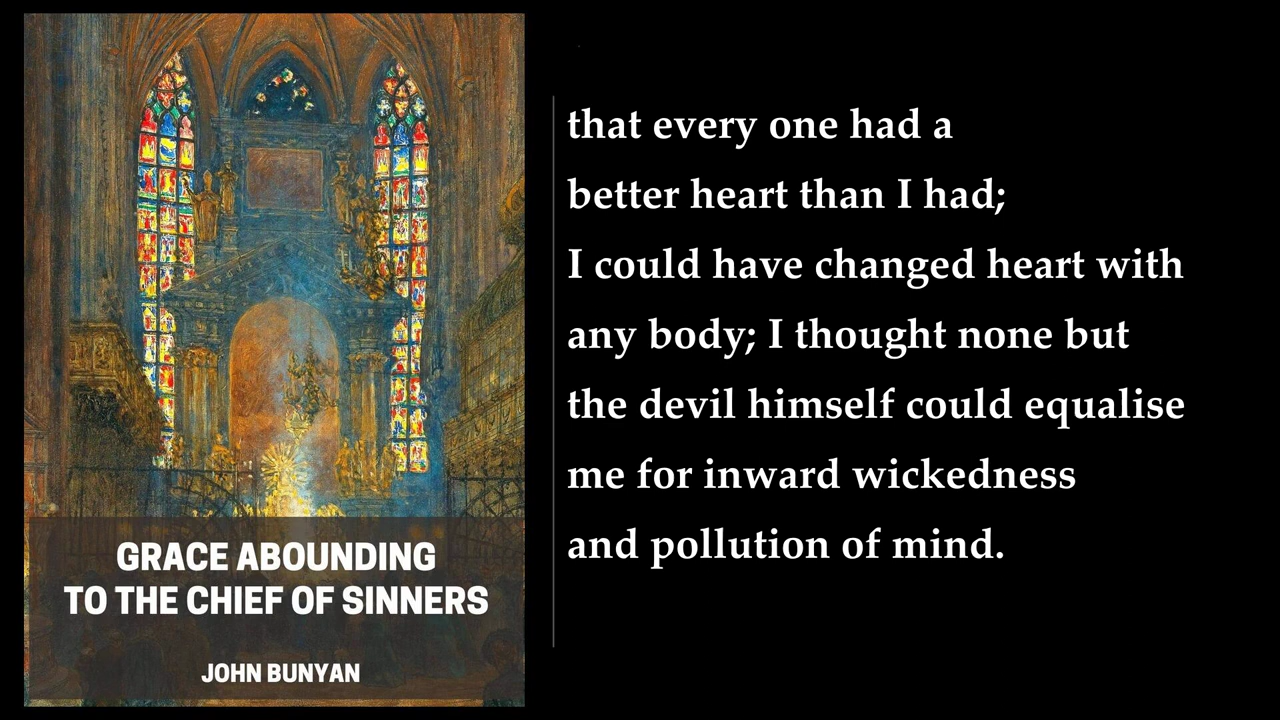 GRACE ABOUNDING
TO THE CHIEF OF SINNERS
JOHN BUNYAN
that every one had a
better heart than I had;
I could have changed heart with
any body; I thought none but
the devil himself could equalise
me for inward wickedness
and pollution of mind.